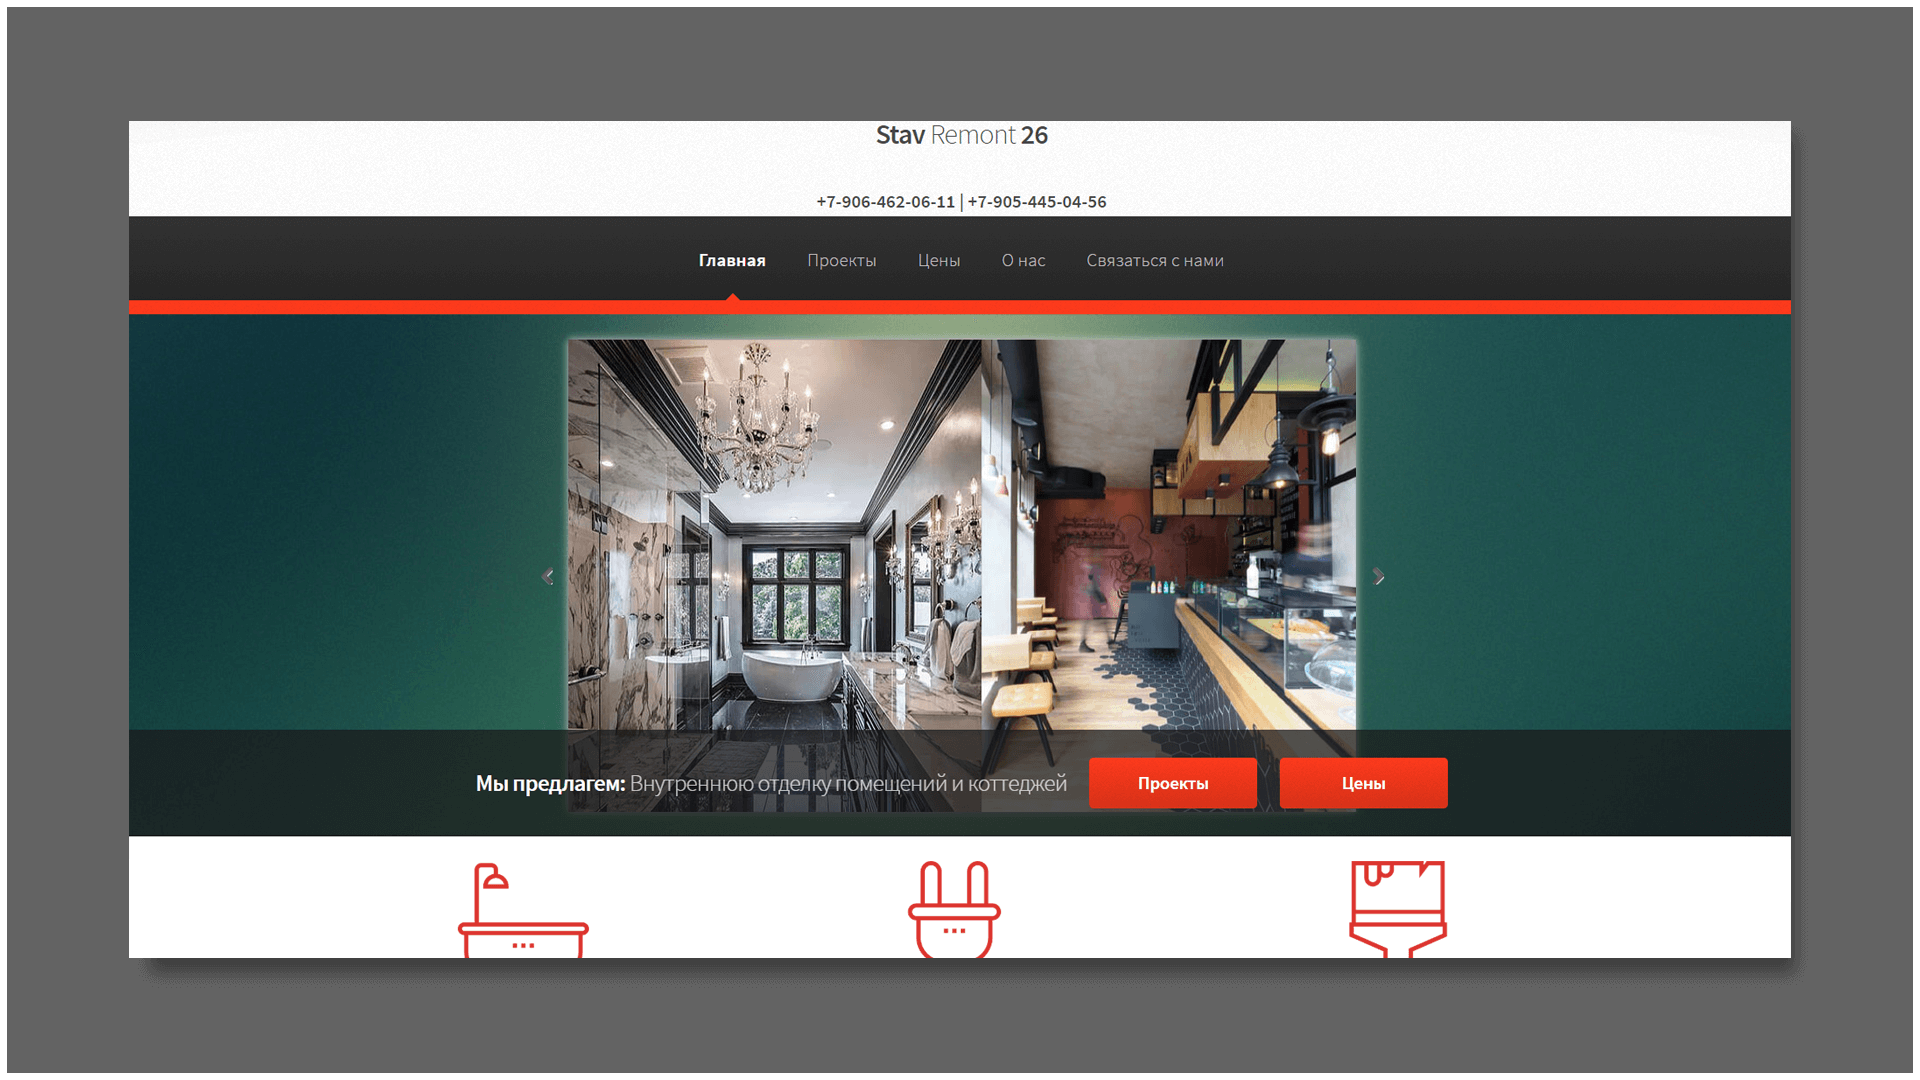 Stav Remont 26
+7-906-462-06-11 | +7-905-445-04-56
Главная Проекты Цены О нас Связаться с нами
Мы предлагем: Внутреннюю отделку помещений и коттеджей Проекты Цены